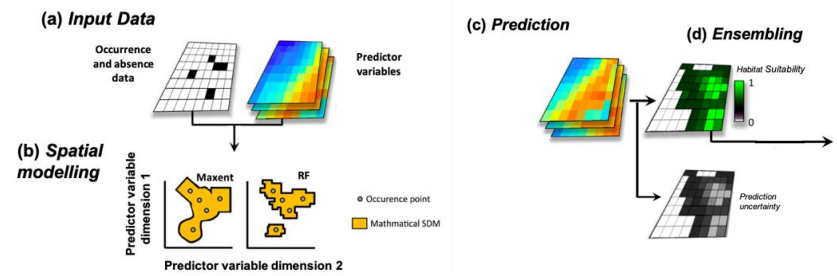 (a) Input Data
Occurrence
and absence
data
Predictor
variables
(b) Spatial
modelling
Predictor variable
dimension 1
Maxent
RF
Occurence point
Mathmatical SDM
Predictor variable dimension 2
(c) Prediction
(d) Ensembling
Habitat Suitability
1
0
Prediction
uncertainty